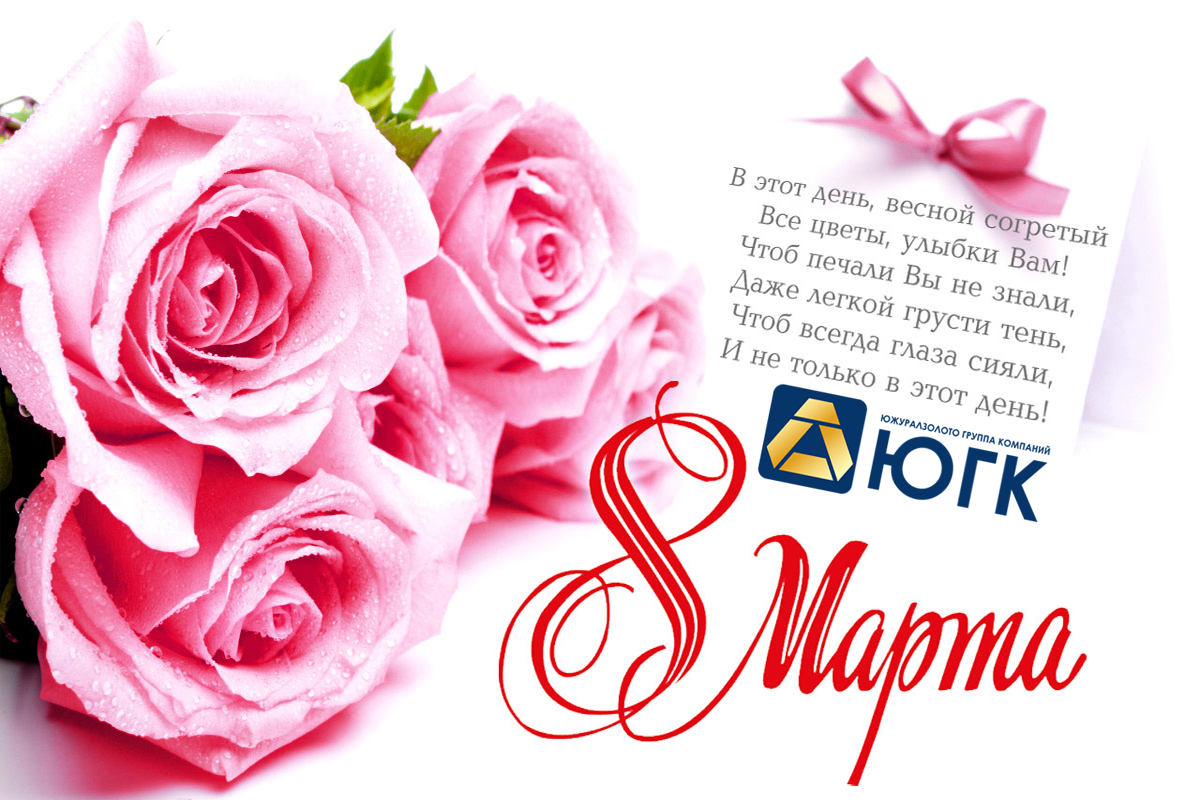 В этот день, весной согретый
Все цветы, улыбки Вам!
Чтоб печали Вы не знали,
Даже легкой грусти тень,
Чтоб всегда глаза сияли,
И не только в этот день!
ЮЖУРАЛЗОЛОТО ГРУППА КОМПАНИЙ
ЮГК
8 Марта